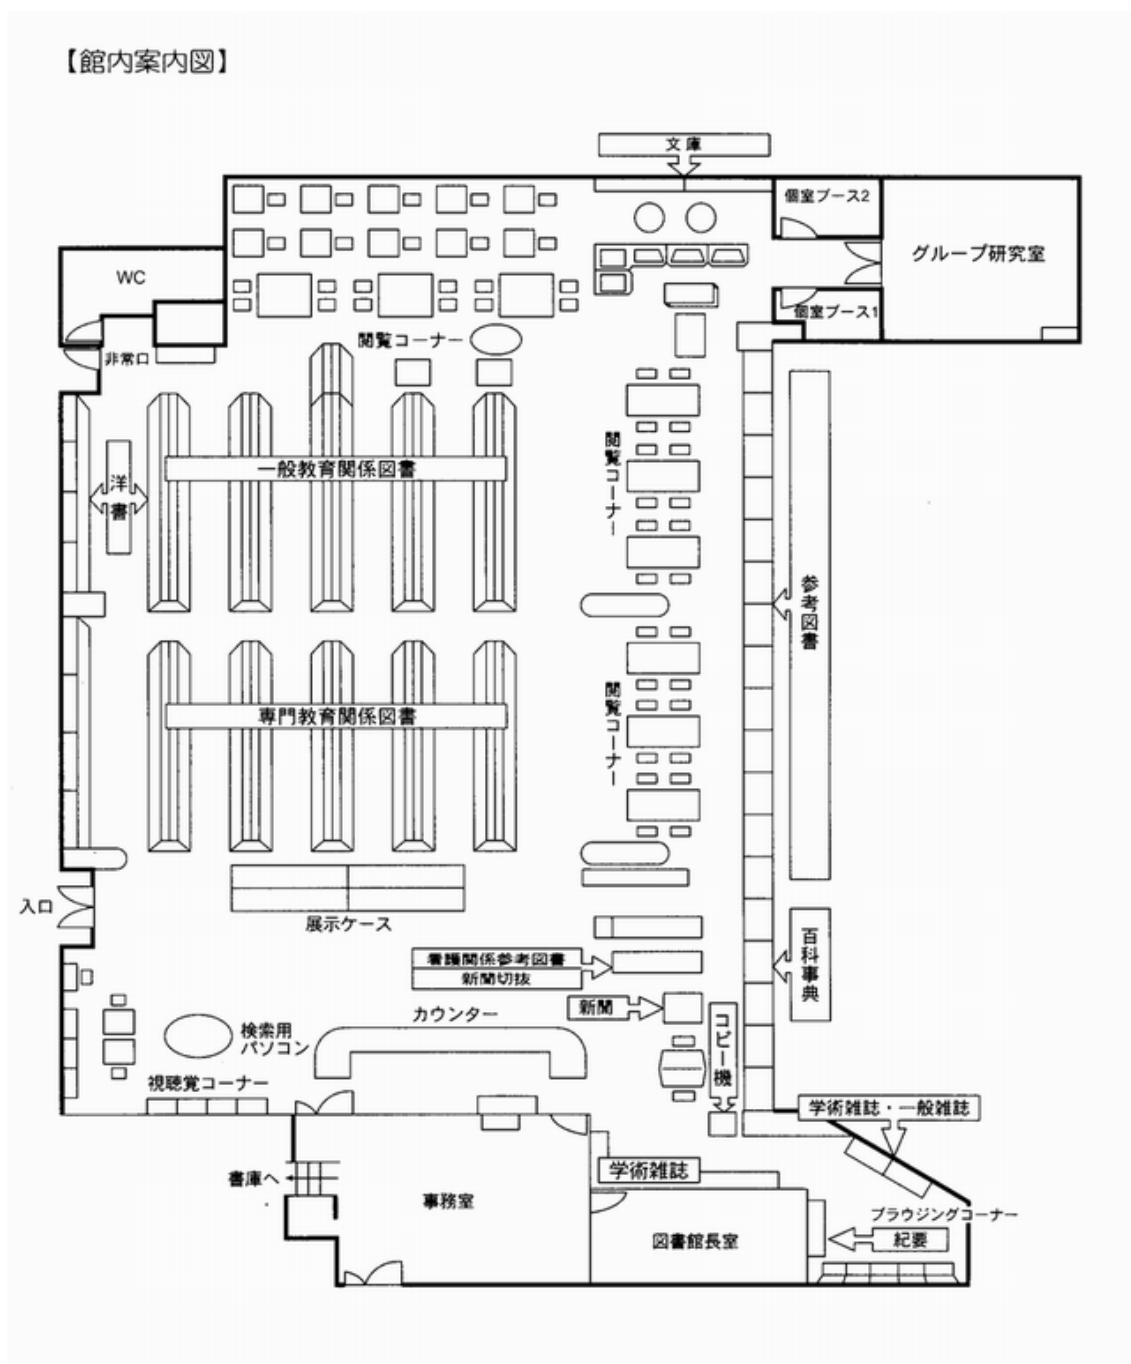 【館内案内図】
文庫
個室ブース2
グループ研究室
WC
個室ブース1
閲覧コーナー
非常口
一般教育関係図書
洋書
閲覧コーナー
参考図書
専門教育関係図書
閲覧コーナー
入口
展示ケース
百科事典
看護関係参考図書
新聞切抜
新聞
カウンター
コピー機
検索用
パソコン
視聴覚コーナー
学術雑誌・一般雑誌
書庫へ
事務室
学術雑誌
図書館長室
ブラウジングコーナー
紀要